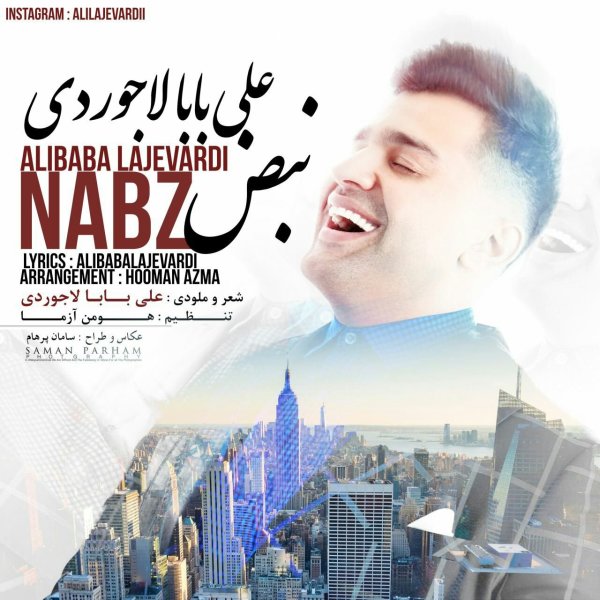 INSTAGRAM : ALILAJEVARDII
علی بابا لاجوردی
نبض
ALIBABA LAJEVARDI
NABZ
LYRICS : ALIBABALAJEVARDI
ARRANGEMENT : HOOMAN AZMA
شعر و ملودی : علی بابا لاجوردی
تنظیم : هومن آزما
عکاس و طراح : سامان پرهام
SAMAN PARHAM
PHOTGRAPHY